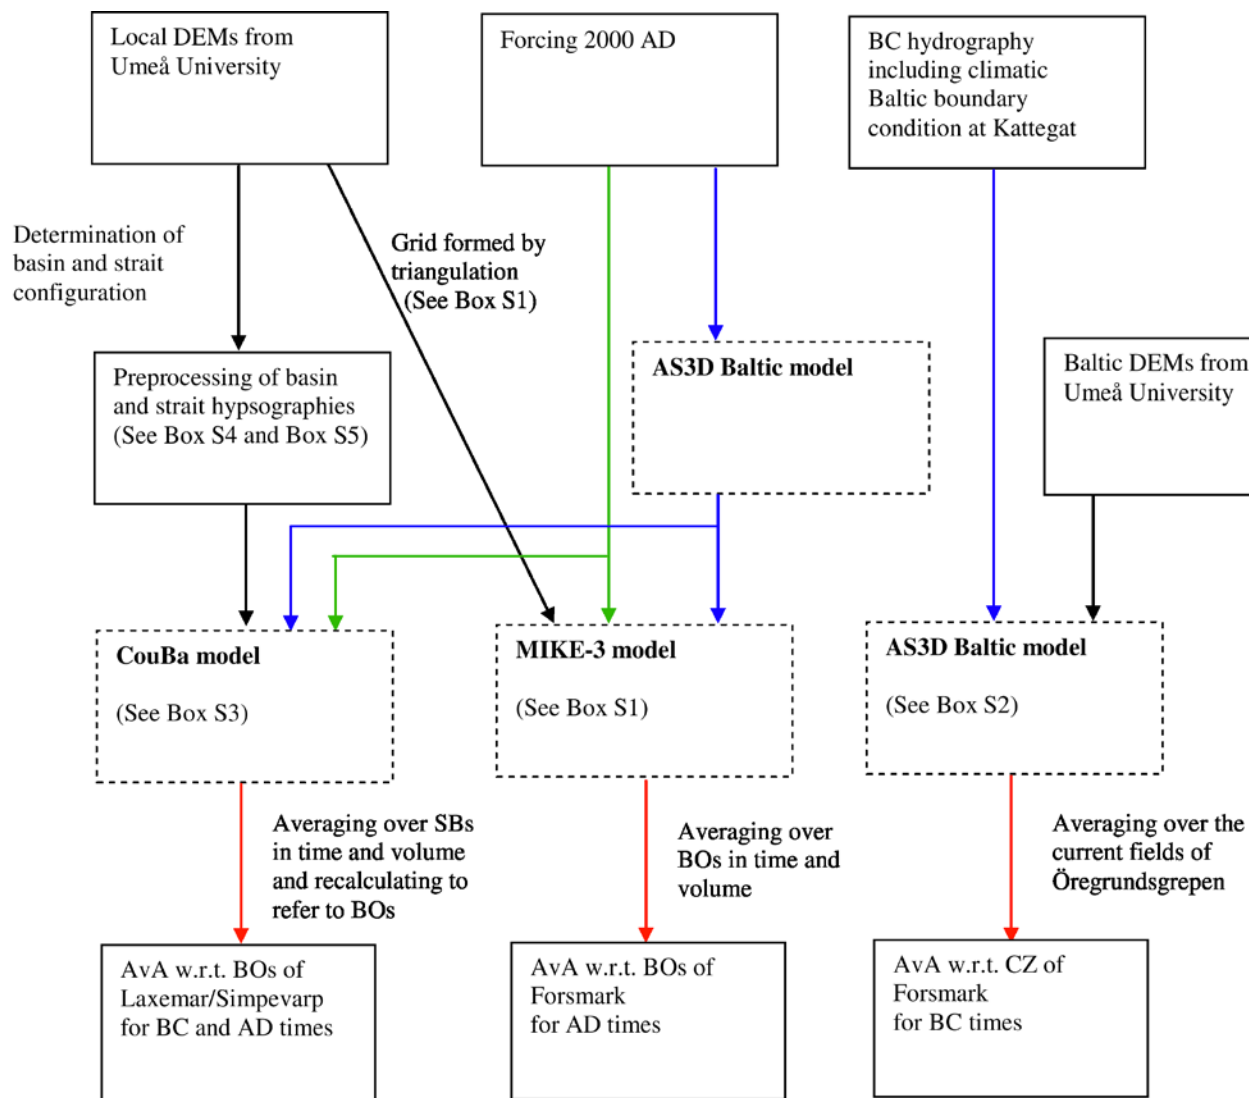 Local DEMs from
Umeå University
Forcing 2000 AD
BC hydrography
including climatic
Baltic boundary
condition at Kattegat
Determination of
basin and strait
configuration
Grid formed by
triangulation
(See Box S1)
Preprocessing of basin
and strait hypsographies
(See Box S4 and Box S5)
AS3D Baltic model
Baltic DEMs from
Umeå University
CouBa model
(See Box S3)
MIKE-3 model
(See Box S1)
AS3D Baltic model
(See Box S2)
Averaging over SBs
in time and volume
and recalculating to
refer to BOs
Averaging over
BOs in time and
volume
Averaging over the
current fields of
Öregrundsgrepen
AvA w.r.t. BOs of
Laxemar/Simpevarp
for BC and AD times
AvA w.r.t. BOs of
Forsmark
for AD times
AvA w.r.t. CZ of
Forsmark
for BC times